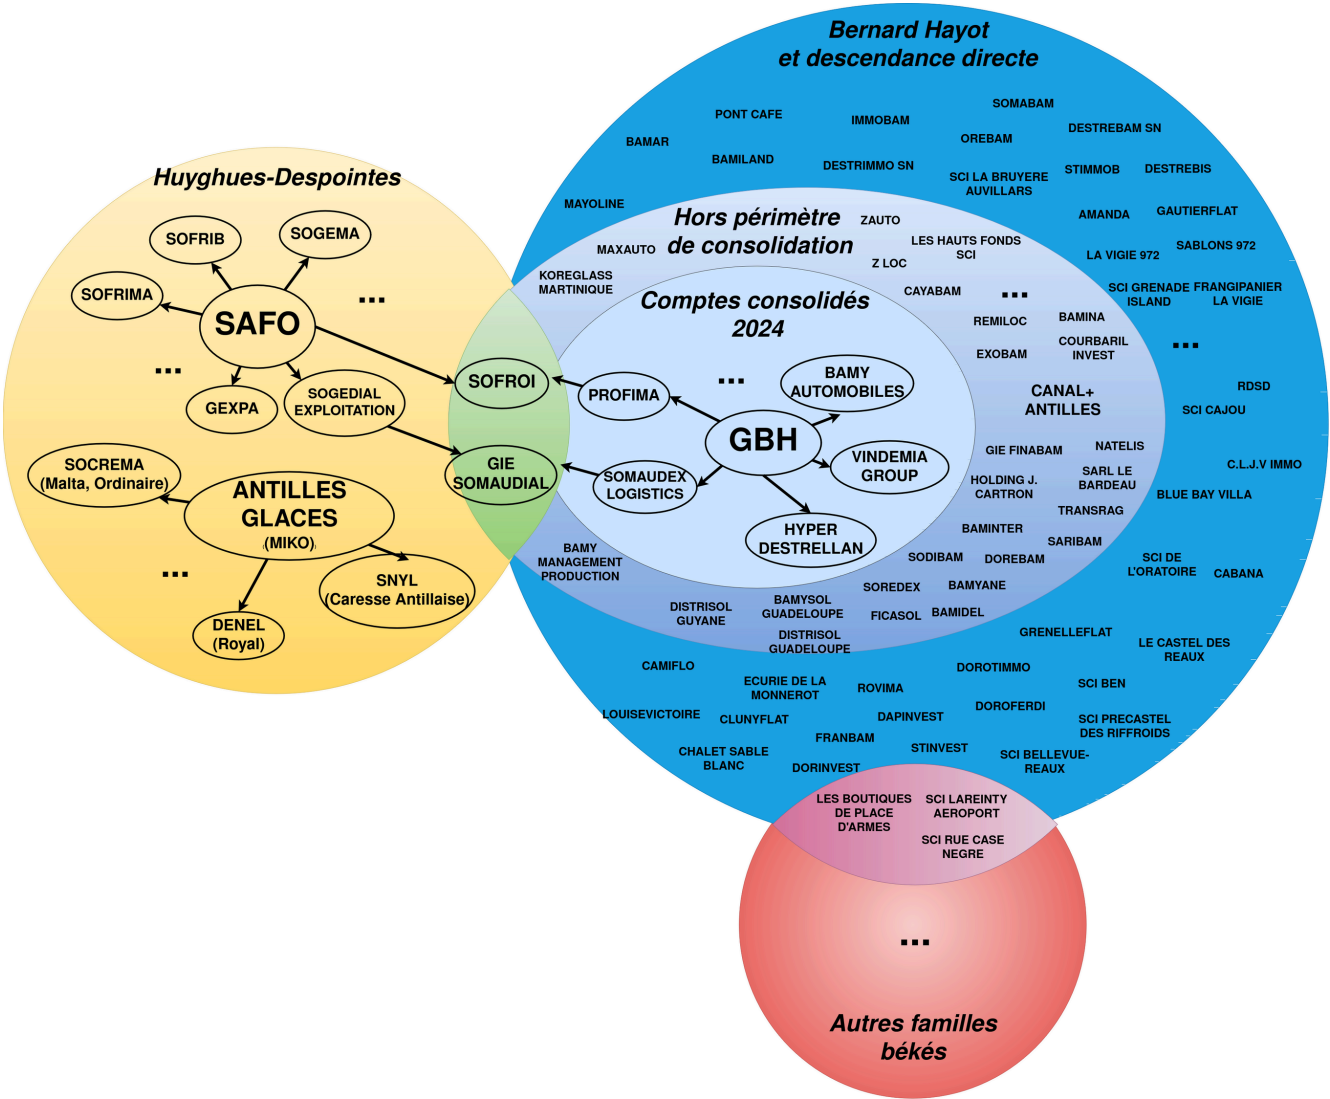 Bernard Hayot
et descendance directe
SOMABAM
PONT CAFE
IMMOBAM
DESTREBAM SN
BAMAR
OREBAM
BAMILAND
DESTRIMMO SN
STIMMOB
DESTREBIS
SCI LA BRUYERE
AUVILLARS
MAYOLINE
AMANDA
GAUTIERFLAT
LA VIGIE 972
SABLONS 972
SCI GRENADE
ISLAND
FRANGIPANIER
LA VIGIE
...
RDSD
SCI CAJOU
C.L.J.V IMMO
BLUE BAY VILLA
SCI DE
L'ORATOIRE
CABANA
GRENELLEFLAT
LE CASTEL DES
REAUX
CAMIFLO
DOROTIMMO
ECURIE DE LA
MONNEROT
ROVIMA
SCI BEN
LOUISEVICTOIRE
CLUNYFLAT
DAPINVEST
DOROFERDI
SCI PRECASTEL
DES RIFFROIDS
FRANBAM
STINVEST
CHALET SABLE
BLANC
DORINVEST
SCI BELLEVUE-
REAUX
Hors périmètre
de consolidation
ZAUTO
MAXAUTO
LES HAUTS FONDS
SCI
Z LOC
KOREGLASS
MARTINIQUE
CAYABAM
...
REMILOC
BAMINA
EXOBAM
COURBARIL
INVEST
CANAL+
ANTILLES
GIE FINABAM
NATELIS
HOLDING J.
CARTRON
SARL LE
BARDEAU
TRANSRAG
BAMINTER
SARIBAM
SODIBAM
DOREBAM
BAMY
MANAGEMENT
PRODUCTION
SOREDEX
BAMYANE
DISTRISOL
GUYANE
BAMYSOL
GUADELOUPE
FICASOL
BAMIDEL
DISTRISOL
GUADELOUPE
Comptes consolidés
2024
...
BAMY
AUTOMOBILES
PROFIMA
GBH
VINDEMIA
GROUP
SOMAUDEX
LOGISTICS
HYPER
DESTRELLAN
SOFROI
GIE
SOMAUDIAL
Huyghues-Despointes
SOFRIB
SOGEMA
SOFRIMA
...
SAFO
...
GEXPA
SOGEDIAL
EXPLOITATION
SOCREMA
(Malta, Ordinaire)
ANTILLES
GLACES
(MIKO)
...
SNYL
(Caresse Antillaise)
DENEL
(Royal)
LES BOUTIQUES
DE PLACE
D'ARMES
SCI LAREINTY
AEROPORT
SCI RUE CASE
NEGRE
...
Autres familles
békés